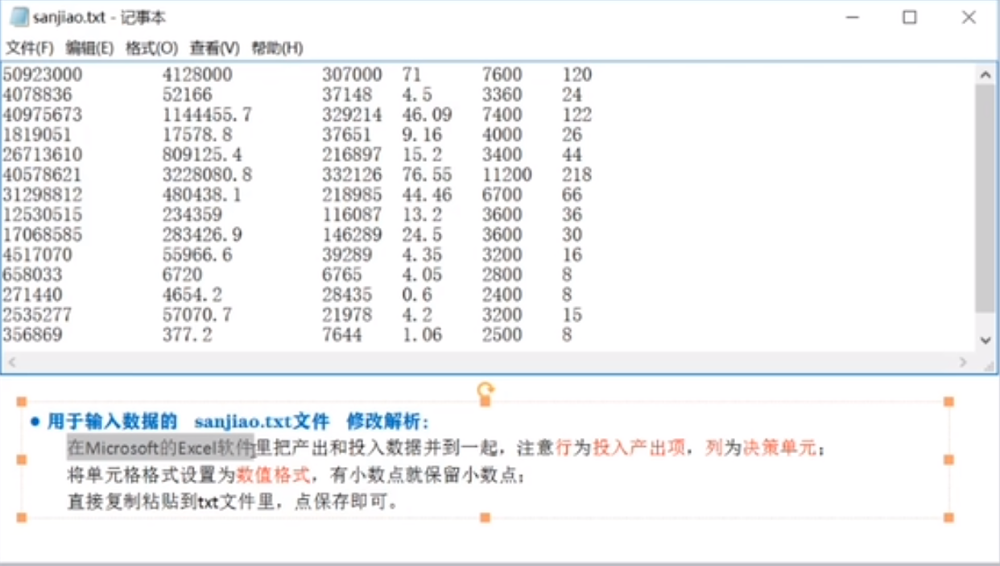 sanjiao.txt - 记事本
文件(F) 编辑(E) 格式(O) 查看(V) 帮助(H)
50923000 4128000 307000 71 7600 120
4078836 52166 37148 4.5 3360 24
40975673 1144455.7 329214 46.09 7400 122
1819051 17578.8 37651 9.16 4000 26
26713610 809125.4 216897 15.2 3400 44
40578621 3228080.8 332126 76.55 11200 218
31298812 480438.1 218985 44.46 6700 66
12530515 234359 116087 13.2 3600 36
17068585 283426.9 146289 24.5 3600 30
4517070 55966.6 39289 4.35 3200 16
658033 6720 6765 4.05 2800 8
271440 4654.2 28435 0.6 2400 8
2535277 57070.7 21978 4.2 3200 15
356869 377.2 7644 1.06 2500 8
● 用于输入数据的 sanjiao.txt文件 修改解析：
在Microsoft的Excel软件里把产出和投入数据并到一起，注意行为投入产出项，列为决策单元；
将单元格格式设置为数值格式，有小数点就保留小数点；
直接复制粘贴到txt文件里，点保存即可。